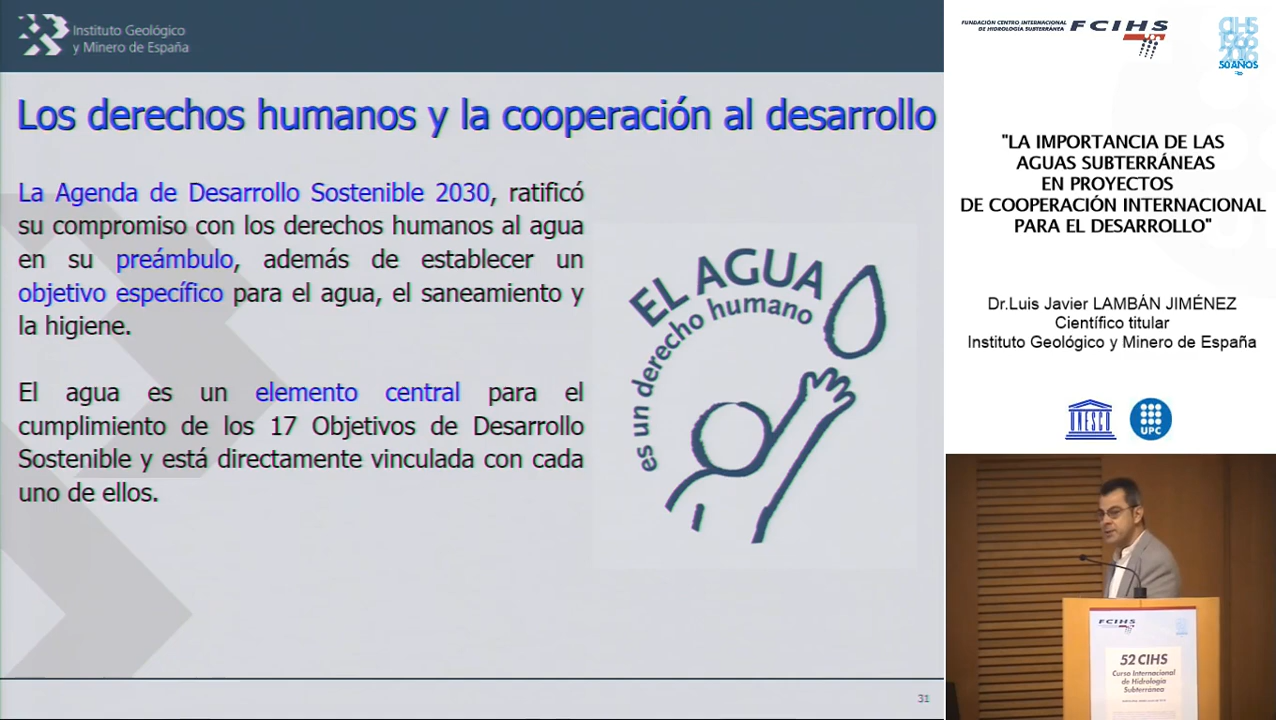 Instituto Geológico
y Minero de España
Los derechos humanos y la cooperación al desarrollo
La Agenda de Desarrollo Sostenible 2030, ratificó
su compromiso con los derechos humanos al agua
en su preámbulo, además de establecer un
objetivo específico para el agua, el saneamiento y
la higiene.
El agua es un elemento central para el
cumplimiento de los 17 Objetivos de Desarrollo
Sostenible y está directamente vinculada con cada
uno de ellos.
EL AGUA
es un derecho humano
31
FUNDACIÓN CENTRO INTERNACIONAL
DE HIDROLOGÍA SUBTERRÁNEA
FCIHS
CIHS
1966
2016
50 AÑOS
"LA IMPORTANCIA DE LAS
AGUAS SUBTERRÁNEAS
EN PROYECTOS
DE COOPERACIÓN INTERNACIONAL
PARA EL DESARROLLO"
Dr.Luis Javier LAMBÁN JIMÉNEZ
Científico titular
Instituto Geológico y Minero de España
UNESCO
UPC
FCIHS
52 CIHS
Curso Internacional
de Hidrología
Subterránea